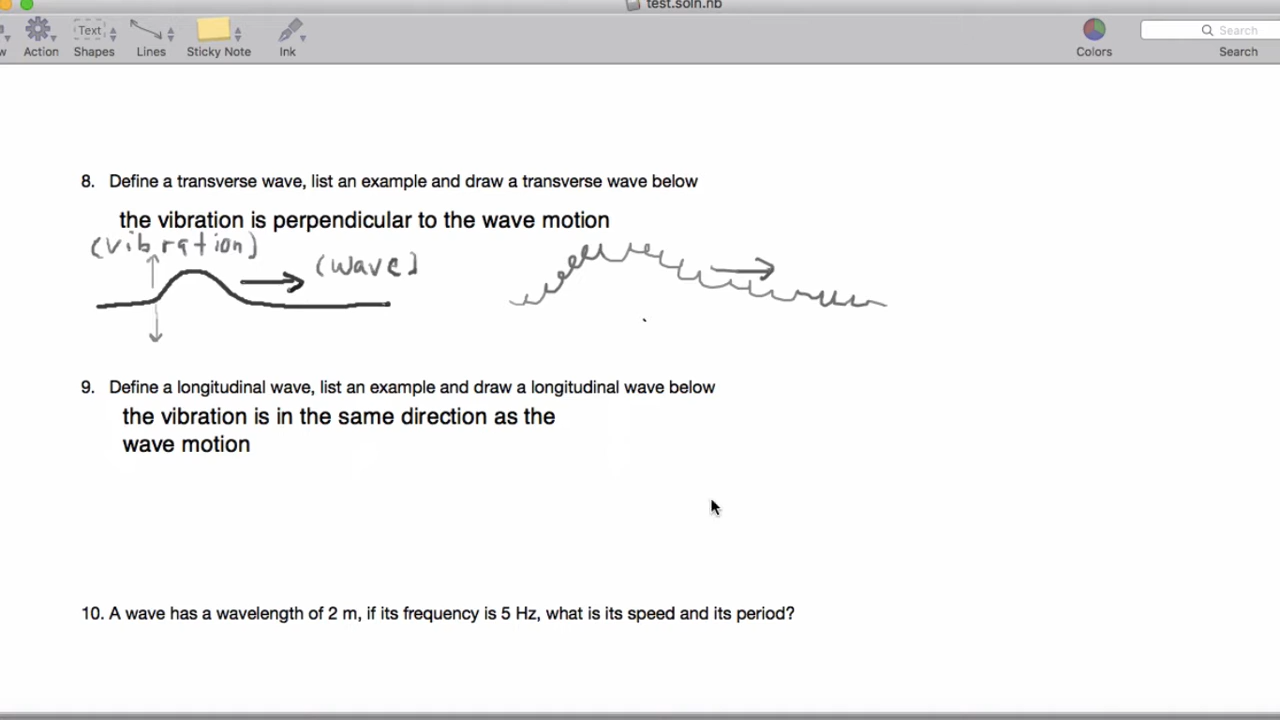 test.soln.nb
Action
Text
Shapes
Lines
Sticky Note
Ink
Colors
Search
Search
8. Define a transverse wave, list an example and draw a transverse wave below
the vibration is perpendicular to the wave motion
(vibration)
(wave)
9. Define a longitudinal wave, list an example and draw a longitudinal wave below
the vibration is in the same direction as the
wave motion
10. A wave has a wavelength of 2 m, if its frequency is 5 Hz, what is its speed and its period?